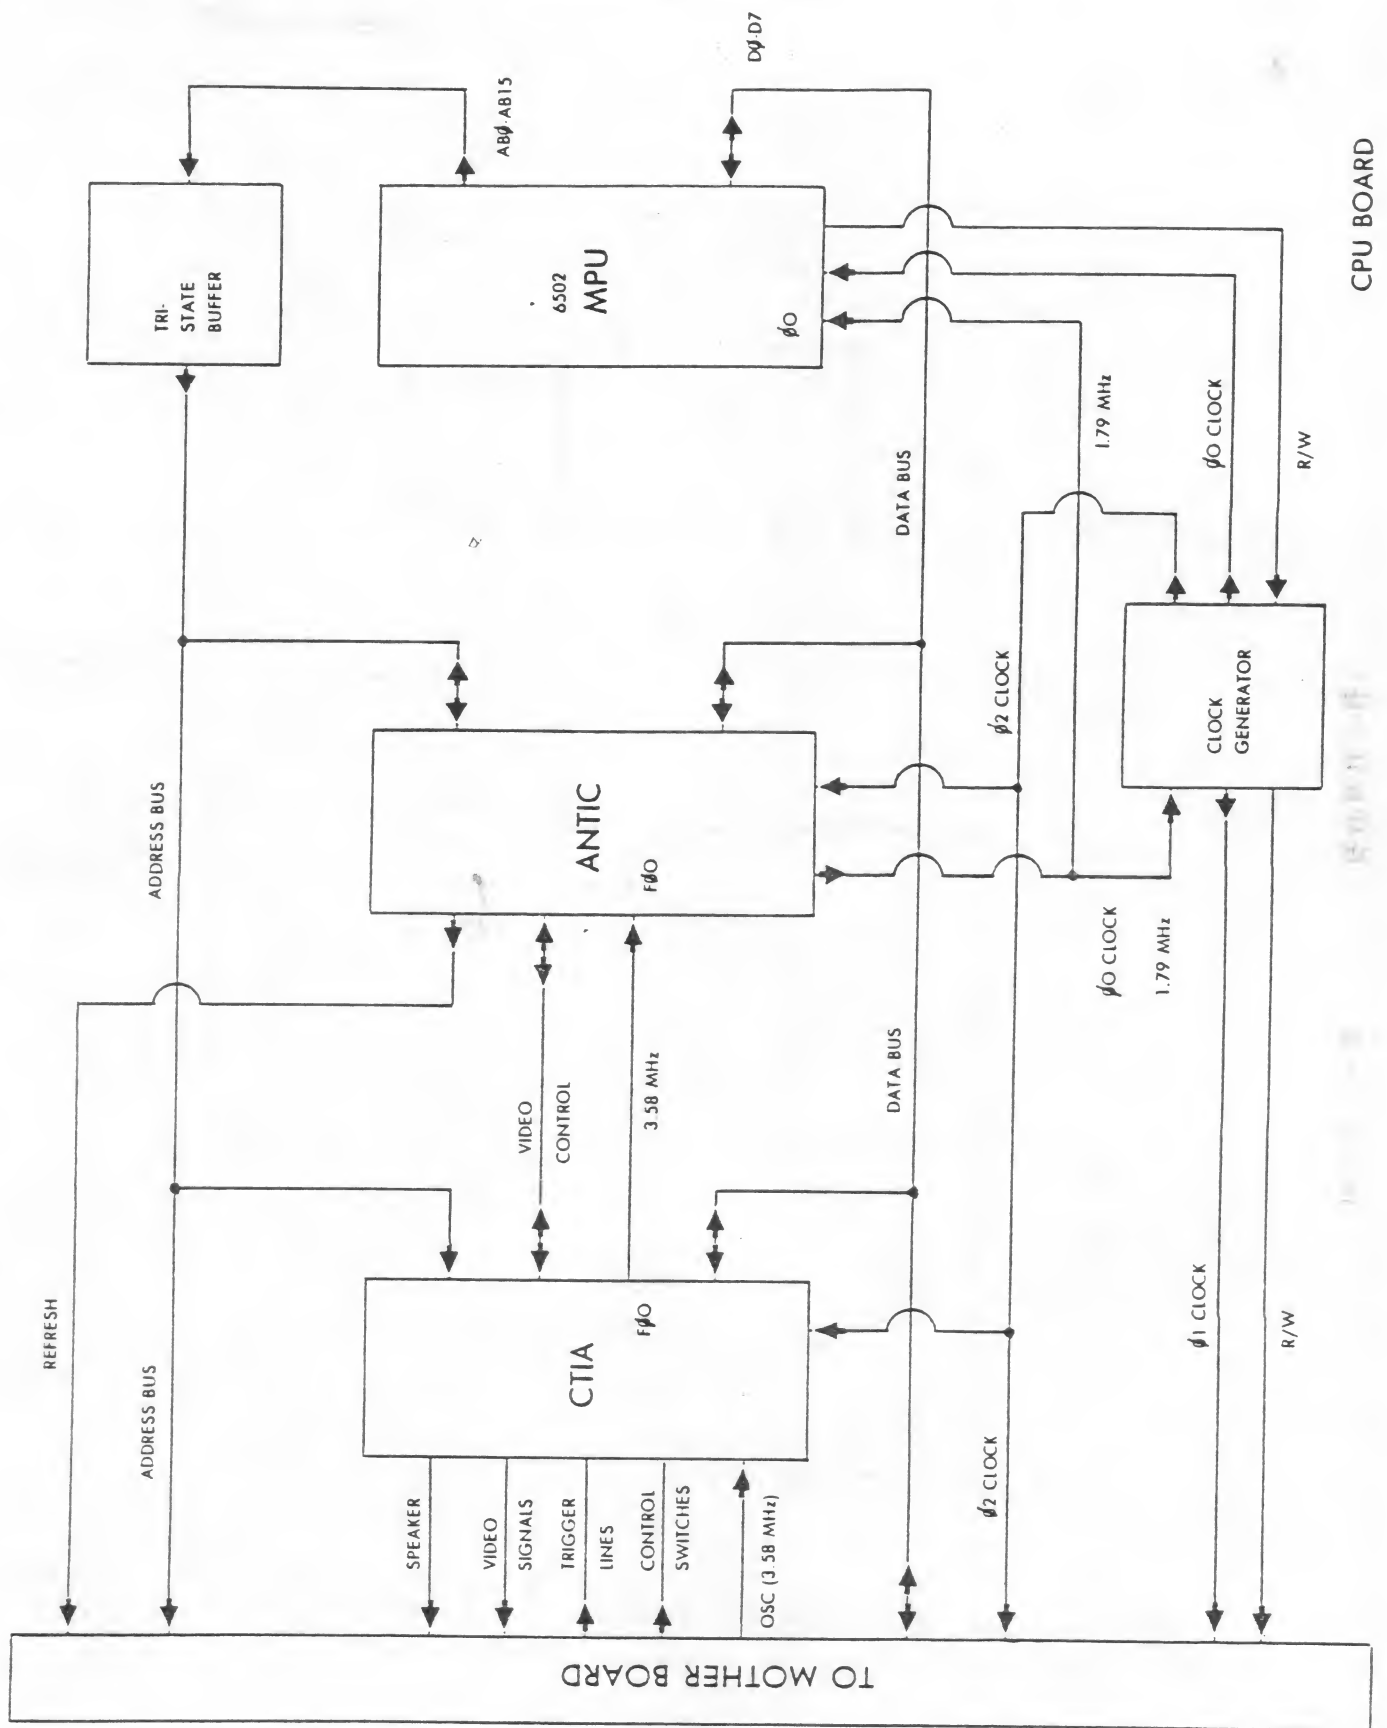 REFRESH
ADDRESS BUS
ADDRESS BUS
TRI-
STATE
BUFFER
SPEAKER
VIDEO
SIGNALS
TRIGGER
LINES
CONTROL
SWITCHES
OSC (3.58 MHz)
CTIA
FØO
VIDEO
CONTROL
3.58 MHz
ANTIC
FØO
6502
MPU
ØO
ABØ-AB15
DØ-D7
DATA BUS
DATA BUS
Ø2 CLOCK
Ø2 CLOCK
ØO CLOCK
1.79 MHz
1.79 MHz
ØO CLOCK
R/W
CLOCK
GENERATOR
Ø1 CLOCK
R/W
TO MOTHER BOARD
CPU BOARD